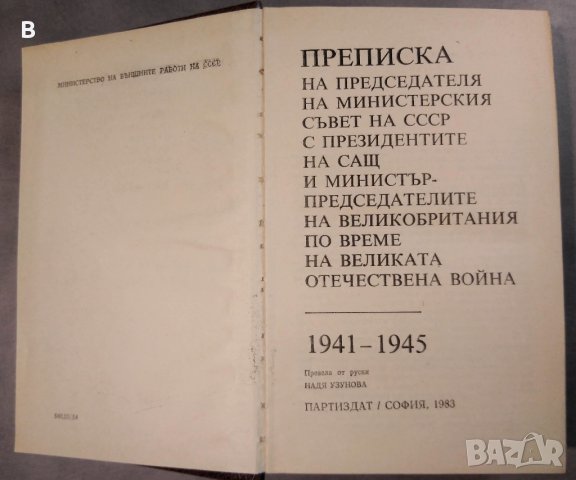 B
МИНИСТЕРСТВО НА ВЪНШНИТЕ РАБОТИ НА СССР
ПРЕПИСКА
НА ПРЕДСЕДАТЕЛЯ
НА МИНИСТЕРСКИЯ
СЪВЕТ НА СССР
С ПРЕЗИДЕНТИТЕ
НА САЩ
И МИНИСТЪР-
ПРЕДСЕДАТЕЛИТЕ
НА ВЕЛИКОБРИТАНИЯ
ПО ВРЕМЕ
НА ВЕЛИКАТА
ОТЕЧЕСТВЕНА ВОЙНА
1941–1945
Превела от руски
НАДЯ УЗУНОВА
ПАРТИЗДАТ / СОФИЯ, 1983
BAZAR